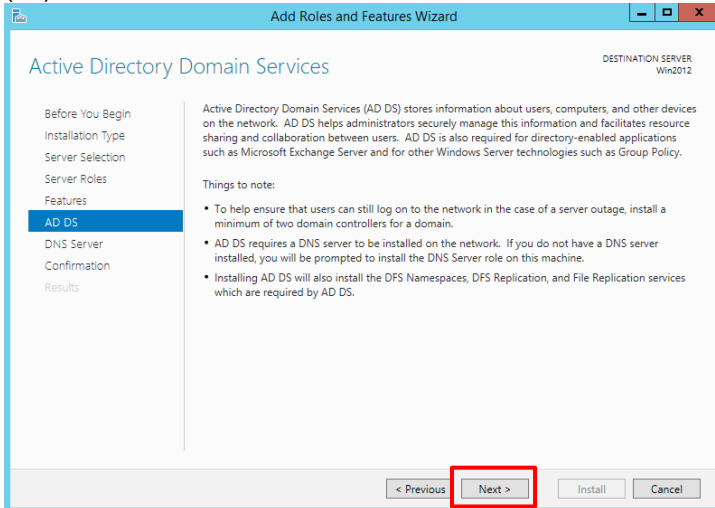 Add Roles and Features Wizard
Active Directory Domain Services
DESTINATION SERVER
Win2012
Before You Begin
Installation Type
Server Selection
Server Roles
Features
AD DS
DNS Server
Confirmation
Results
Active Directory Domain Services (AD DS) stores information about users, computers, and other devices
on the network.  AD DS helps administrators securely manage this information and facilitates resource
sharing and collaboration between users.  AD DS is also required for directory-enabled applications
such as Microsoft Exchange Server and for other Windows Server technologies such as Group Policy.
Things to note:
• To help ensure that users can still log on to the network in the case of a server outage, install a
minimum of two domain controllers for a domain.
• AD DS requires a DNS server to be installed on the network.  If you do not have a DNS server
installed, you will be prompted to install the DNS Server role on this machine.
• Installing AD DS will also install the DFS Namespaces, DFS Replication, and File Replication services
which are required by AD DS.
< Previous
Next >
Install
Cancel